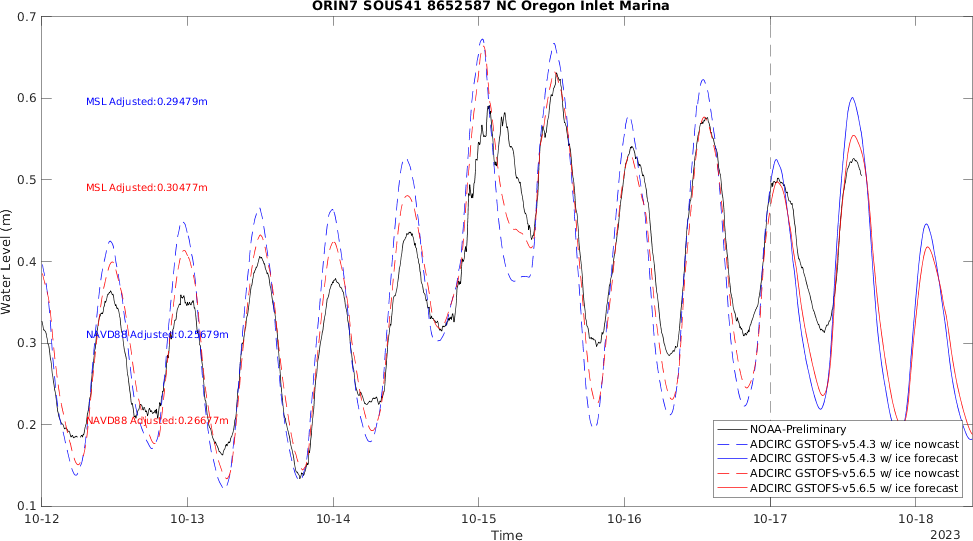 ORIN7 SOUS41 8652587 NC Oregon Inlet Marina
0.7
0.6
0.5
0.4
0.3
0.2
0.1
Water Level (m)
MSL Adjusted:0.29479m
MSL Adjusted:0.30477m
NAVD88 Adjusted:0.25679m
NAVD88 Adjusted:0.26677m
NOAA-Preliminary
ADCIRC GSTOFS-v5.4.3 w/ ice nowcast
ADCIRC GSTOFS-v5.4.3 w/ ice forecast
ADCIRC GSTOFS-v5.6.5 w/ ice nowcast
ADCIRC GSTOFS-v5.6.5 w/ ice forecast
10-12 10-13 10-14 10-15 10-16 10-17 10-18
Time
2023